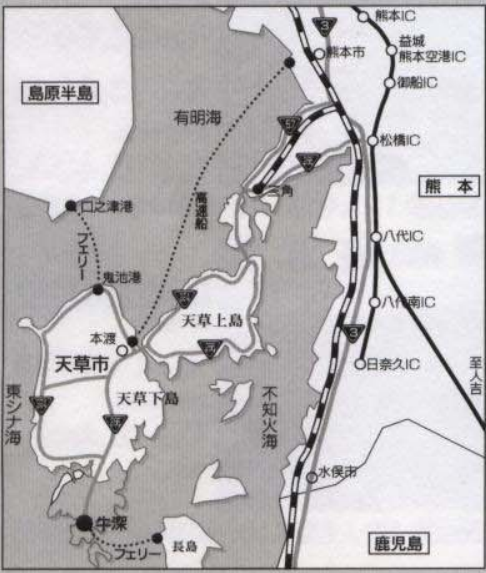 熊本IC
3
熊本市
益城
熊本空港IC
御船IC
島原半島
有明海
57
松橋IC
熊本
三角
口之津港
高速船
フェリー
八代IC
鬼池港
天草上島
八代南IC
本渡
3
天草市
日奈久IC
至人吉
天草下島
東シナ海
不知火海
水俣市
牛深
フェリー
長島
鹿児島